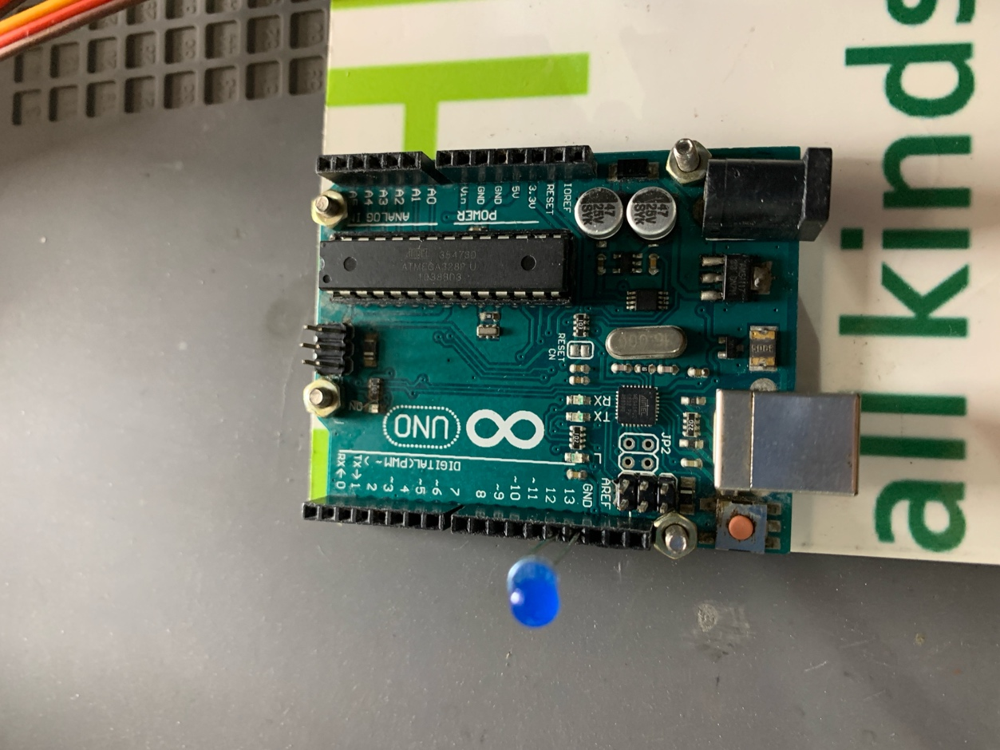 all kinds
IOREF
RESET
3.3V
5V
GND
GND
Vin
POWER
A0
A1
A2
A3
A4
ANALOG IN
47
25V
SYK
47
25V
SYK
ATMEGA328P-U
16.000
RESET
CN
RX
TX
L
ON
UNO
JP2
DIGITAL(PWM~)
RX←0
TX→1
2
~3
4
~5
~6
7
8
~9
~10
~11
12
13
GND
AREF